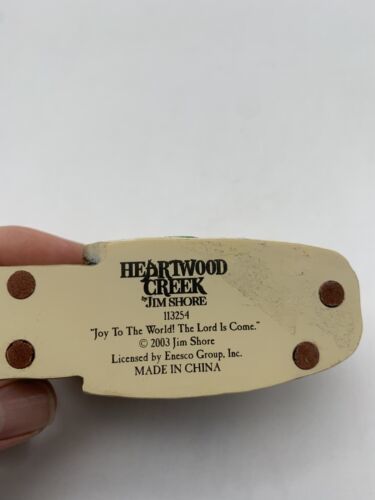 HEARTWOOD
CREEK
by JIM SHORE
113254
"Joy To The World! The Lord Is Come."
© 2003 Jim Shore
Licensed by Enesco Group, Inc.
MADE IN CHINA